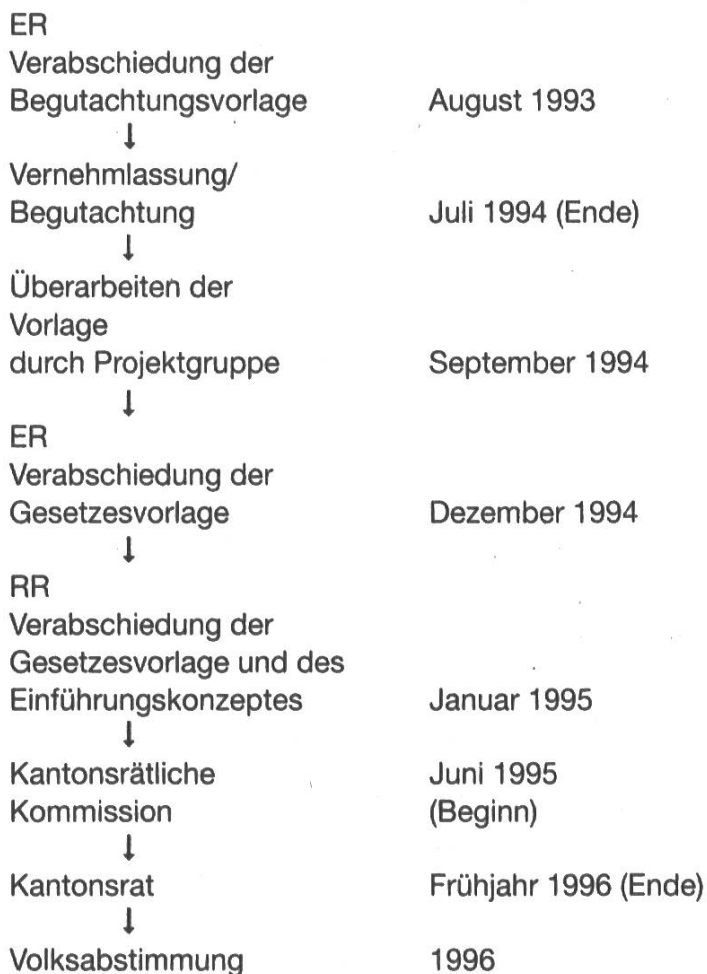 ER
Verabschiedung der
Begutachtungsvorlage August 1993
↓
Vernehmlassung/
Begutachtung Juli 1994 (Ende)
↓
Überarbeiten der
Vorlage
durch Projektgruppe September 1994
↓
ER
Verabschiedung der
Gesetzesvorlage Dezember 1994
↓
RR
Verabschiedung der
Gesetzesvorlage und des
Einführungskonzeptes Januar 1995
↓
Kantonsrätliche Juni 1995
Kommission (Beginn)
↓
Kantonsrat Frühjahr 1996 (Ende)
↓
Volksabstimmung 1996